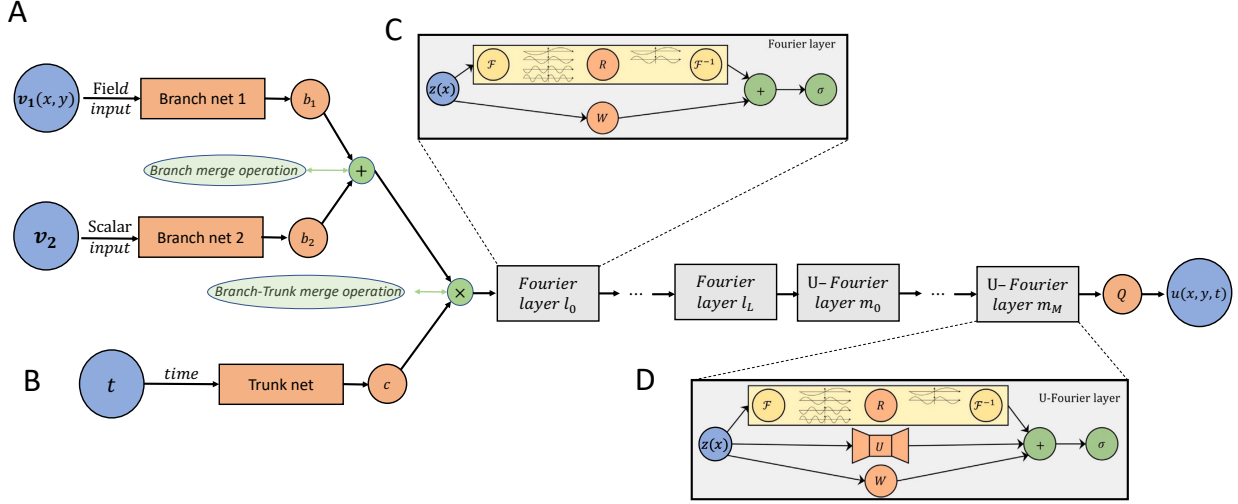 A
C
Fourier layer
ℱ
R
ℱ⁻¹
z(x)
W
+
σ
v₁(x, y)
Field
input
Branch net 1
b₁
Branch merge operation
+
v₂
Scalar
input
Branch net 2
b₂
Branch-Trunk merge operation
×
Fourier
layer l₀
...
Fourier
layer l_L
U– Fourier
layer m₀
...
U– Fourier
layer m_M
Q
u(x, y, t)
B
t
time
Trunk net
c
D
U-Fourier layer
ℱ
R
ℱ⁻¹
z(x)
U
W
+
σ